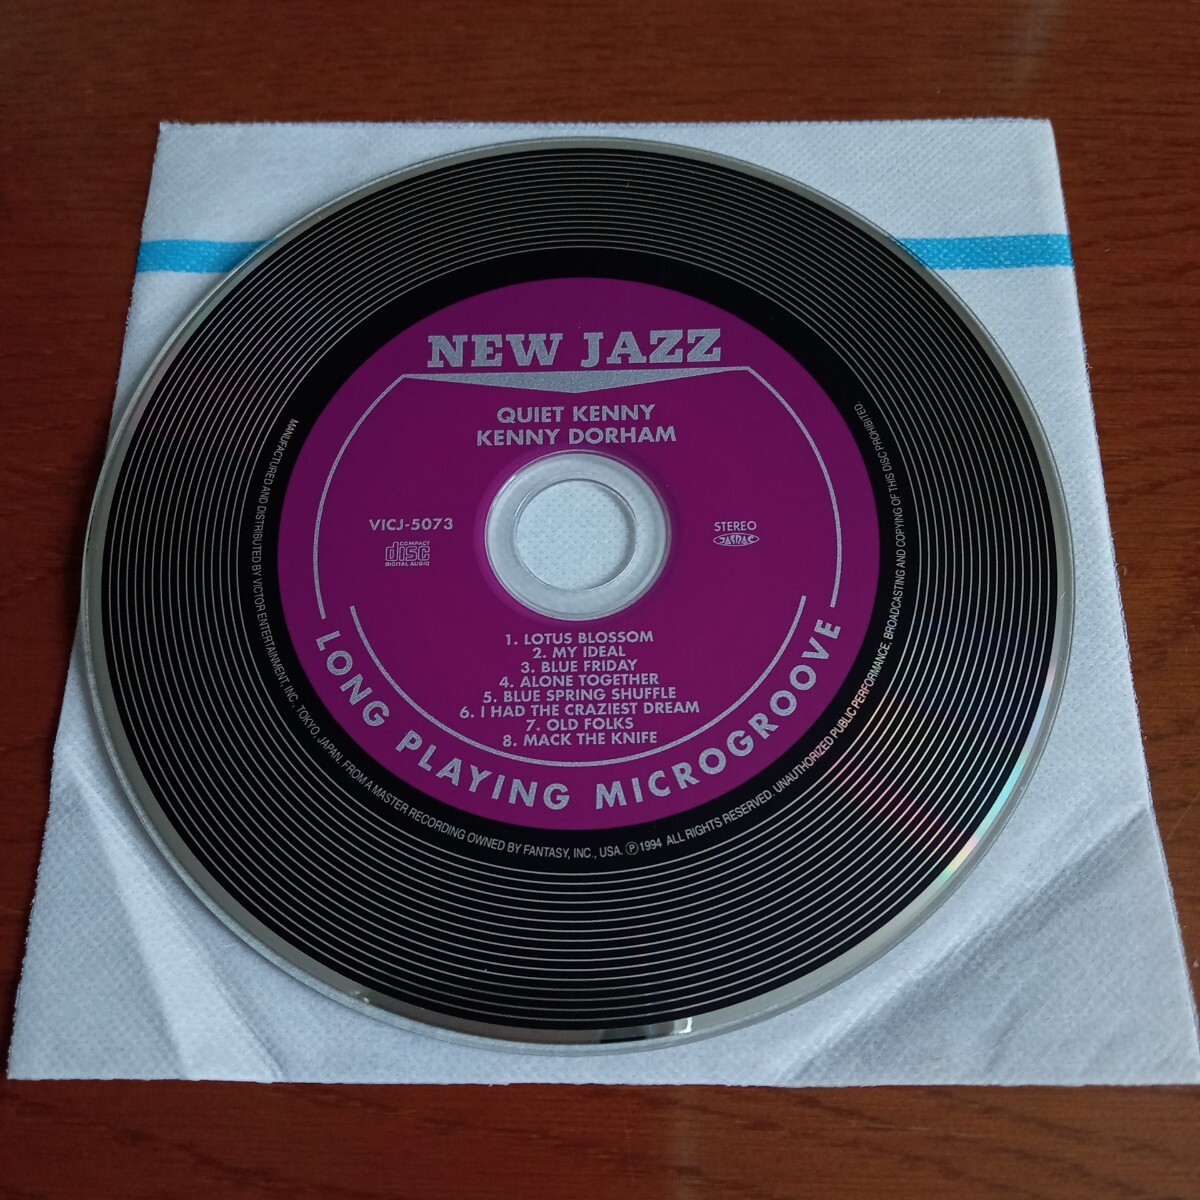 NEW JAZZ
QUIET KENNY
KENNY DORHAM
VICJ-5073
COMPACT
disc
DIGITAL AUDIO
STEREO
JASRAC
1. LOTUS BLOSSOM
2. MY IDEAL
3. BLUE FRIDAY
4. ALONE TOGETHER
5. BLUE SPRING SHUFFLE
6. I HAD THE CRAZIEST DREAM
7. OLD FOLKS
8. MACK THE KNIFE
LONG PLAYING MICROGROOVE
MANUFACTURED AND DISTRIBUTED BY VICTOR ENTERTAINMENT, INC., TOKYO, JAPAN. FROM A MASTER RECORDING OWNED BY FANTASY, INC., USA. Ⓟ1994 ALL RIGHTS RESERVED. UNAUTHORIZED PUBLIC PERFORMANCE, BROADCASTING AND COPYING OF THIS DISC PROHIBITED.